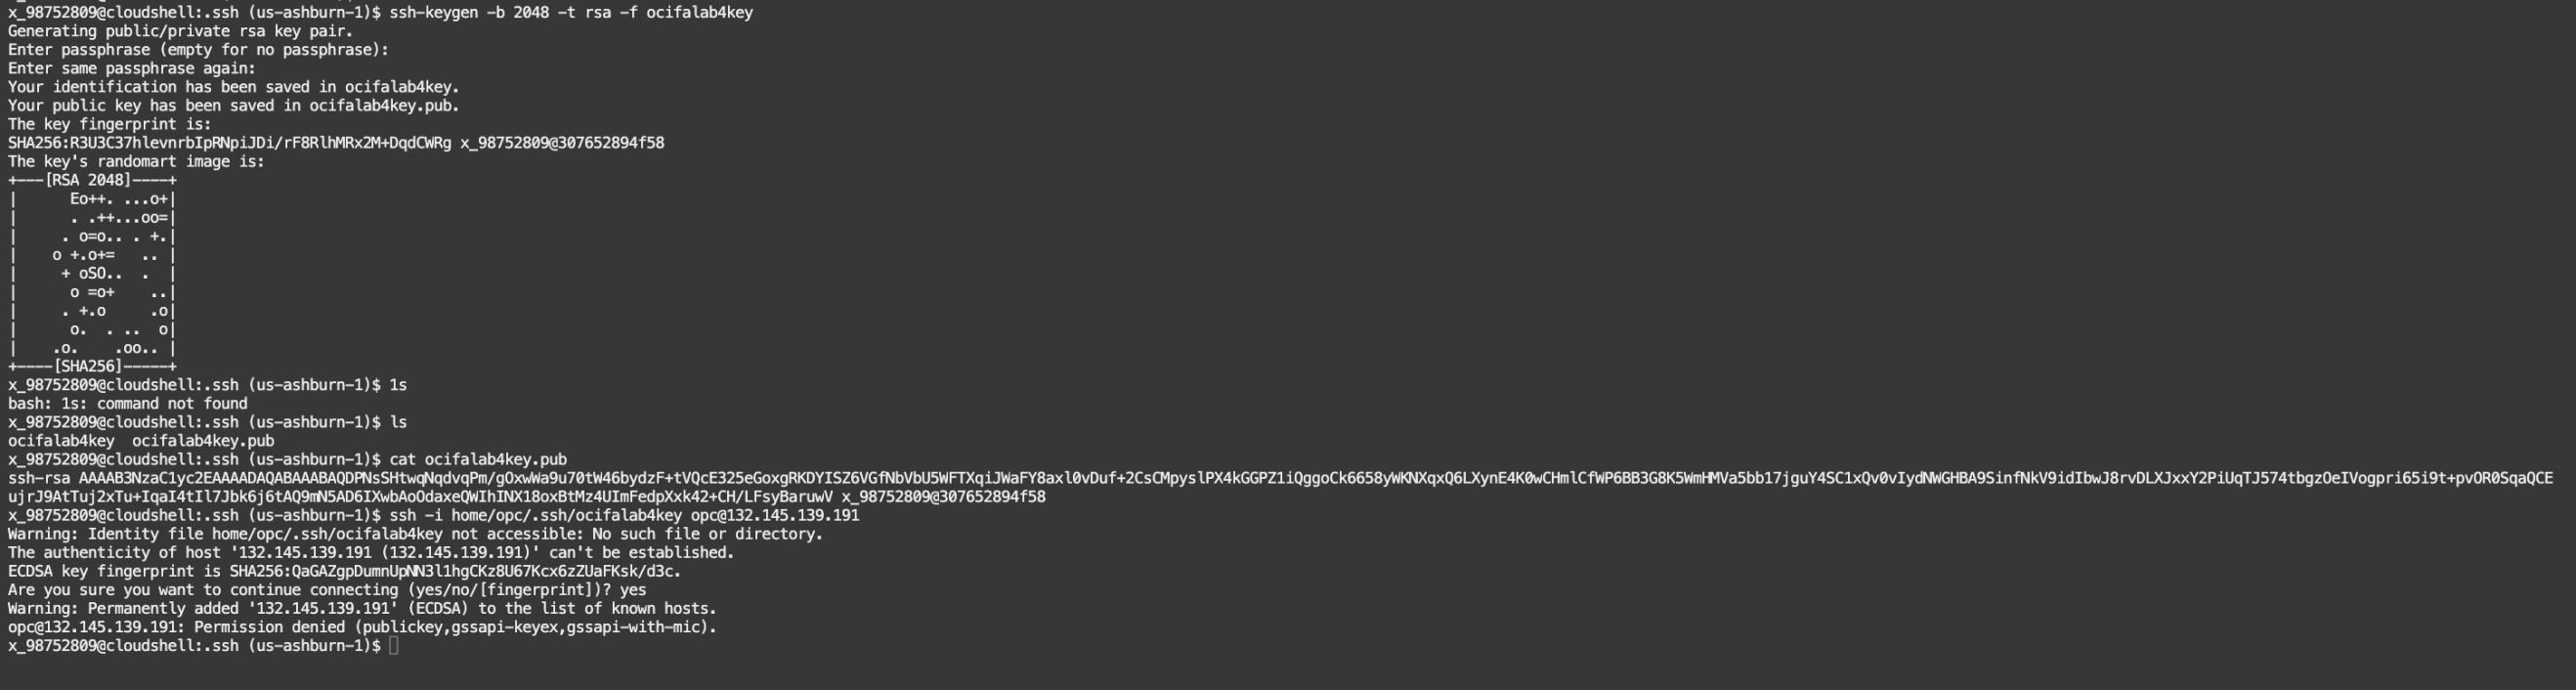 x_98752809@cloudshell:.ssh (us-ashburn-1)$ ssh-keygen -b 2048 -t rsa -f ocifalab4key
Generating public/private rsa key pair.
Enter passphrase (empty for no passphrase):
Enter same passphrase again:
Your identification has been saved in ocifalab4key.
Your public key has been saved in ocifalab4key.pub.
The key fingerprint is:
SHA256:R3U3C37hlevnrbIpRNpiJDi/rF8RlhMRx2M+DqdCWRg x_98752809@307652894f58
The key's randomart image is:
+---[RSA 2048]----+
|      Eo++. ...o+|
|      . .++...oo=|
|     . o=o.. . +.|
|    o +.o+=   .. |
|     + oSO..  .  |
|      o =o+    ..|
|     . +.o     .o|
|      o.  . ..  o|
|    .o.    .oo.. |
+----[SHA256]-----+
x_98752809@cloudshell:.ssh (us-ashburn-1)$ 1s
bash: 1s: command not found
x_98752809@cloudshell:.ssh (us-ashburn-1)$ ls
ocifalab4key  ocifalab4key.pub
x_98752809@cloudshell:.ssh (us-ashburn-1)$ cat ocifalab4key.pub
ssh-rsa AAAAB3NzaC1yc2EAAAADAQABAAABAQDPNsSHtwqNqdvqPm/gOxwWa9u70tW46bydzF+tVQcE325eGoxgRKDYISZ6VGfNbVbU5WFTXqiJWaFY8axl0vDuf+2CsCMpyslPX4kGGPZ1iQggoCk6658yWKNXqxQ6LXynE4K0wCHmlCfWP6BB3G8K5WmHMVa5bb17jguY4SC1xQv0vIydNWGHBA9SinfNkV9idIbwJ8rvDLXJxxY2PiUqTJ574tbgzOeIVogpri65i9t+pvOR0SqaQCE
ujrJ9AtTuj2xTu+IqaI4tIl7Jbk6j6tAQ9mN5AD6IXwbAoOdaxeQWIhINX18oxBtMz4UImFedpXxk42+CH/LFsyBaruwV x_98752809@307652894f58
x_98752809@cloudshell:.ssh (us-ashburn-1)$ ssh -i home/opc/.ssh/ocifalab4key opc@132.145.139.191
Warning: Identity file home/opc/.ssh/ocifalab4key not accessible: No such file or directory.
The authenticity of host '132.145.139.191 (132.145.139.191)' can't be established.
ECDSA key fingerprint is SHA256:QaGAZgpDumnUpNN3l1hgCKz8U67Kcx6zZUaFKsk/d3c.
Are you sure you want to continue connecting (yes/no/[fingerprint])? yes
Warning: Permanently added '132.145.139.191' (ECDSA) to the list of known hosts.
opc@132.145.139.191: Permission denied (publickey,gssapi-keyex,gssapi-with-mic).
x_98752809@cloudshell:.ssh (us-ashburn-1)$